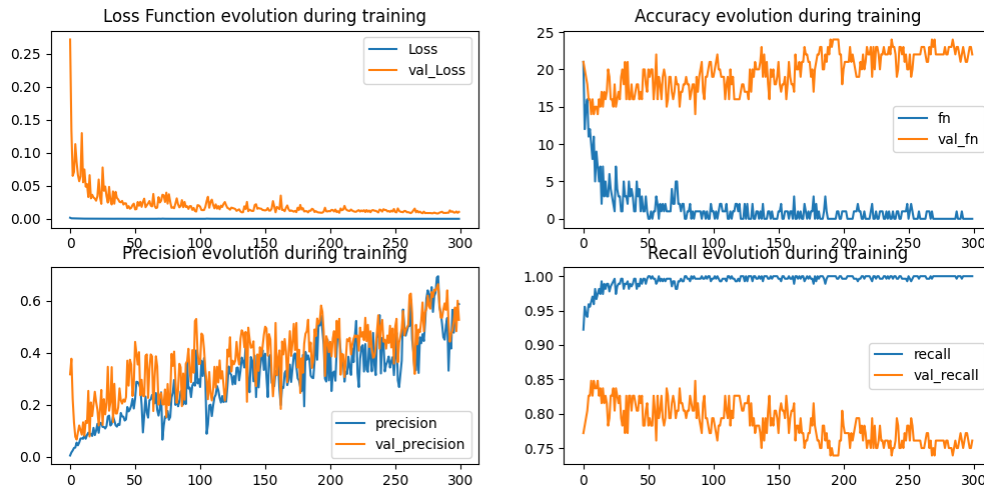 Loss Function evolution during training
0.25
0.20
0.15
0.10
0.05
0.00
Loss
val_Loss
0 50 100 150 200 250 300
Accuracy evolution during training
25
20
15
10
5
0
fn
val_fn
0 50 100 150 200 250 300
Precision evolution during training
0.6
0.4
0.2
0.0
precision
val_precision
0 50 100 150 200 250 300
Recall evolution during training
1.00
0.95
0.90
0.85
0.80
0.75
recall
val_recall
0 50 100 150 200 250 300